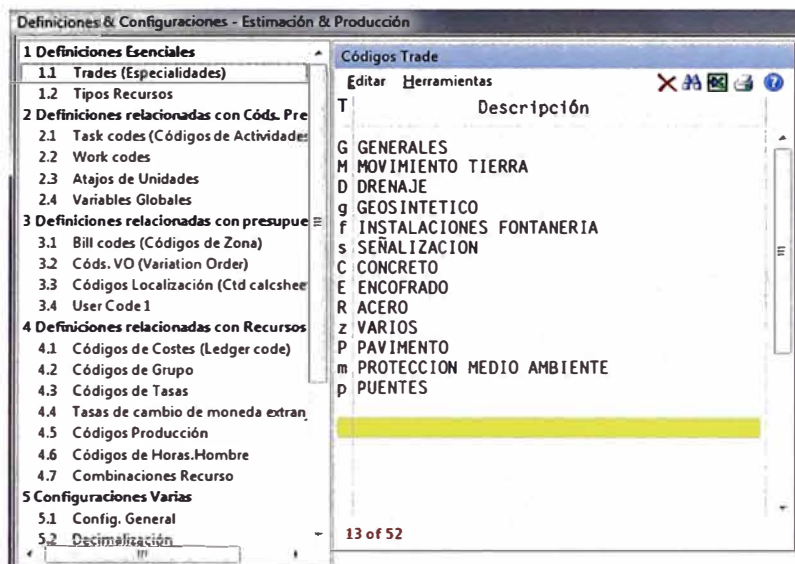 Definiciones & Configuraciones - Estimación & Producción
1 Definiciones Esenciales
1.1 Trades (Especialidades)
1.2 Tipos Recursos
2 Definiciones relacionadas con Códs. Pre
2.1 Task codes (Códigos de Actividades
2.2 Work codes
2.3 Atajos de Unidades
2.4 Variables Globales
3 Definiciones relacionadas con presupue
3.1 Bill codes (Códigos de Zona)
3.2 Códs. VO (Variation Order)
3.3 Códigos Localización (Ctd calcshee
3.4 User Code 1
4 Definiciones relacionadas con Recursos
4.1 Códigos de Costes (Ledger code)
4.2 Códigos de Grupo
4.3 Códigos de Tasas
4.4 Tasas de cambio de moneda extran
4.5 Códigos Producción
4.6 Códigos de Horas.Hombre
4.7 Combinaciones Recurso
5 Configuraciones Varias
5.1 Config. General
5.2 Decimalización
Códigos Trade
Editar Herramientas
T Descripción
G GENERALES
M MOVIMIENTO TIERRA
D DRENAJE
g GEOSINTETICO
f INSTALACIONES FONTANERIA
s SEÑALIZACION
C CONCRETO
E ENCOFRADO
R ACERO
z VARIOS
P PAVIMENTO
m PROTECCION MEDIO AMBIENTE
p PUENTES
13 of 52